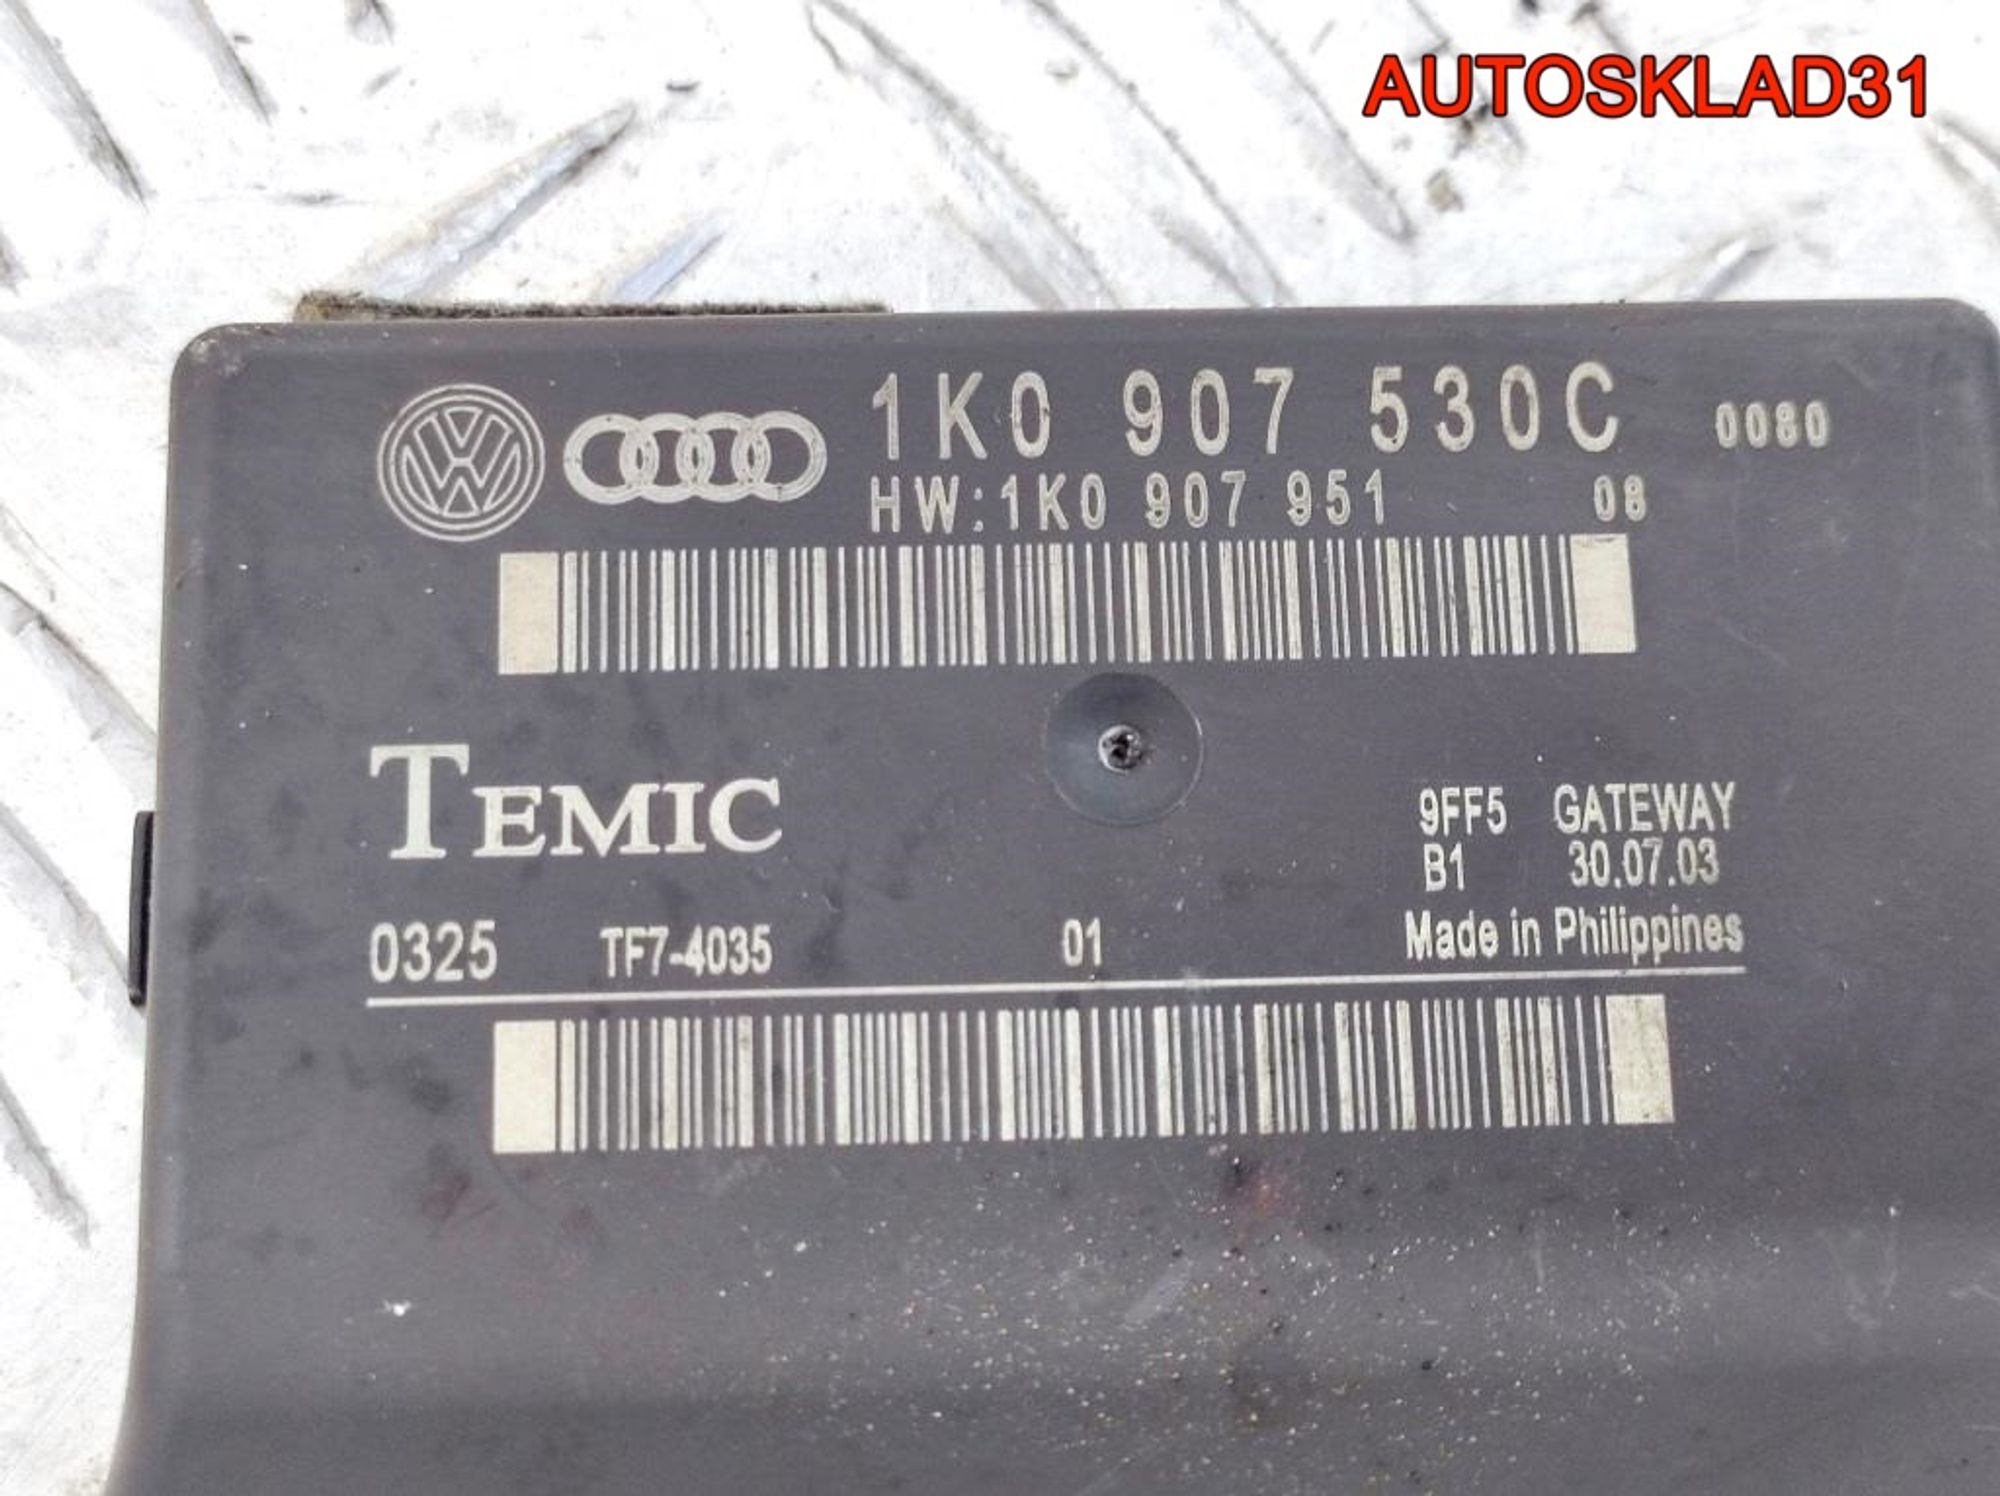 AUTOSKLAD31
1K0 907 530C 0080
HW:1K0 907 951 08
TEMIC
9FF5 GATEWAY
B1 30.07.03
0325 TF7-4035 01 Made in Philippines